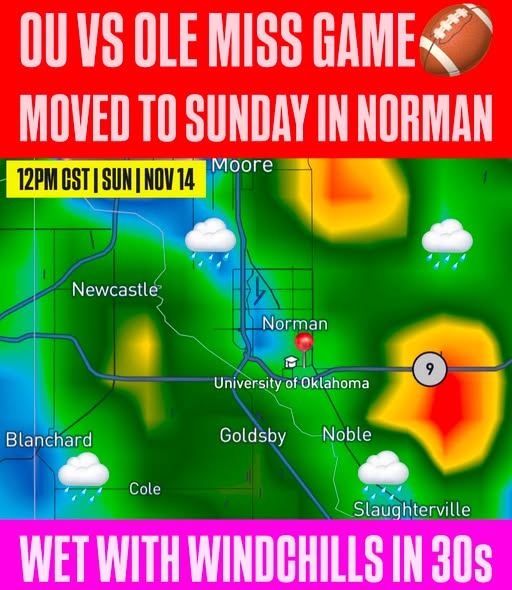 OU VS OLE MISS GAME
MOVED TO SUNDAY IN NORMAN
12PM CST | SUN | NOV 14
Moore
Newcastle
Norman
9
University of Oklahoma
Blanchard
Goldsby
Noble
Cole
Slaughterville
WET WITH WINDCHILLS IN 30s